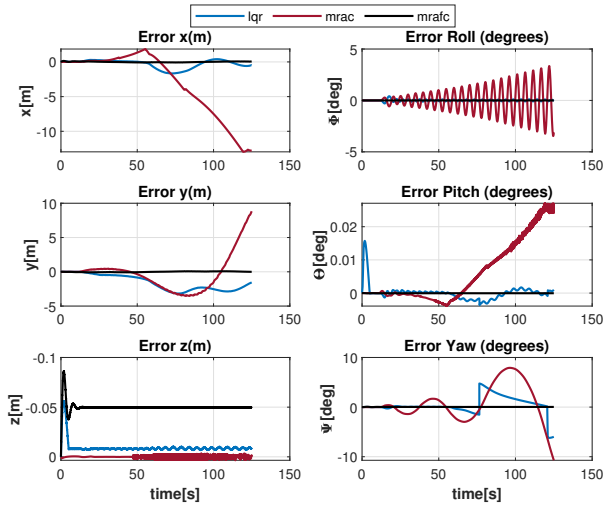 lqr mrac mrafc
Error x(m)
x[m]
0
-5
-10
0 50 100 150
Error Roll (degrees)
Φ[deg]
5
0
-5
0 50 100 150
Error y(m)
y[m]
10
5
0
-5
0 50 100 150
Error Pitch (degrees)
Θ[deg]
0.02
0.01
0
0 50 100 150
Error z(m)
z[m]
-0.1
-0.05
0
0 50 100 150
time[s]
Error Yaw (degrees)
Ψ[deg]
10
0
-10
0 50 100 150
time[s]